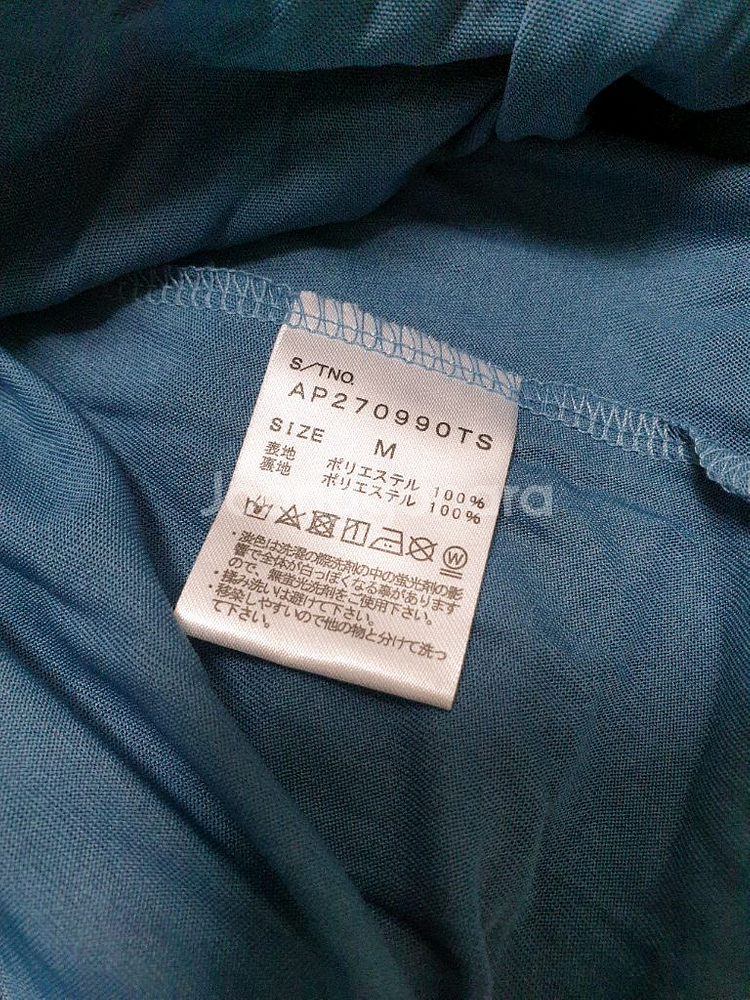 S/TNO.
AP270990TS
SIZE M
表地 ポリエステル 100%
裏地 ポリエステル 100%
W
・淡色は洗濯の際洗剤の中の蛍光剤の影
響で全体が白っぽくなる事があります
ので、無蛍光洗剤をご使用下さい。
・揉み洗いは避けて下さい。
・移染しやすいので他の物と分けて洗っ
て下さい。